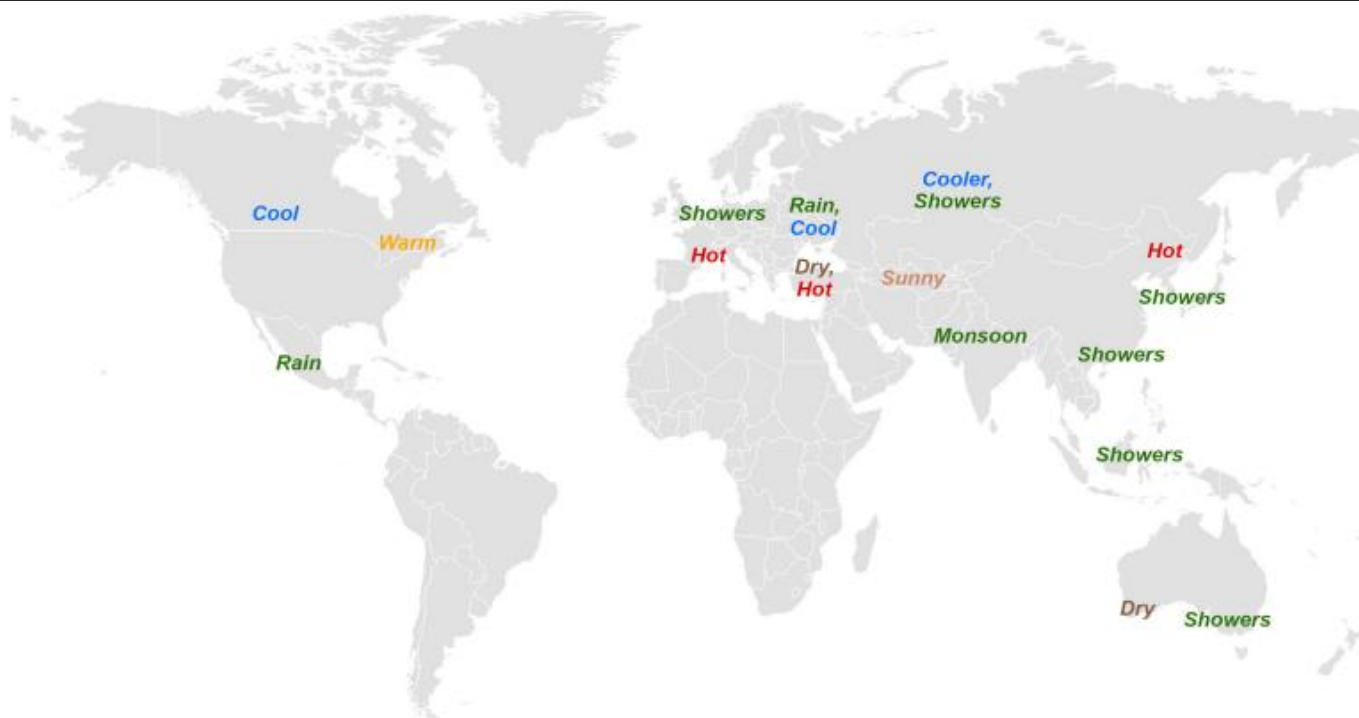 Cooler,
Showers
Showers
Rain,
Cool
Cool
Warm
Hot
Hot
Dry,
Hot
Sunny
Showers
Monsoon
Showers
Rain
Showers
Dry
Showers